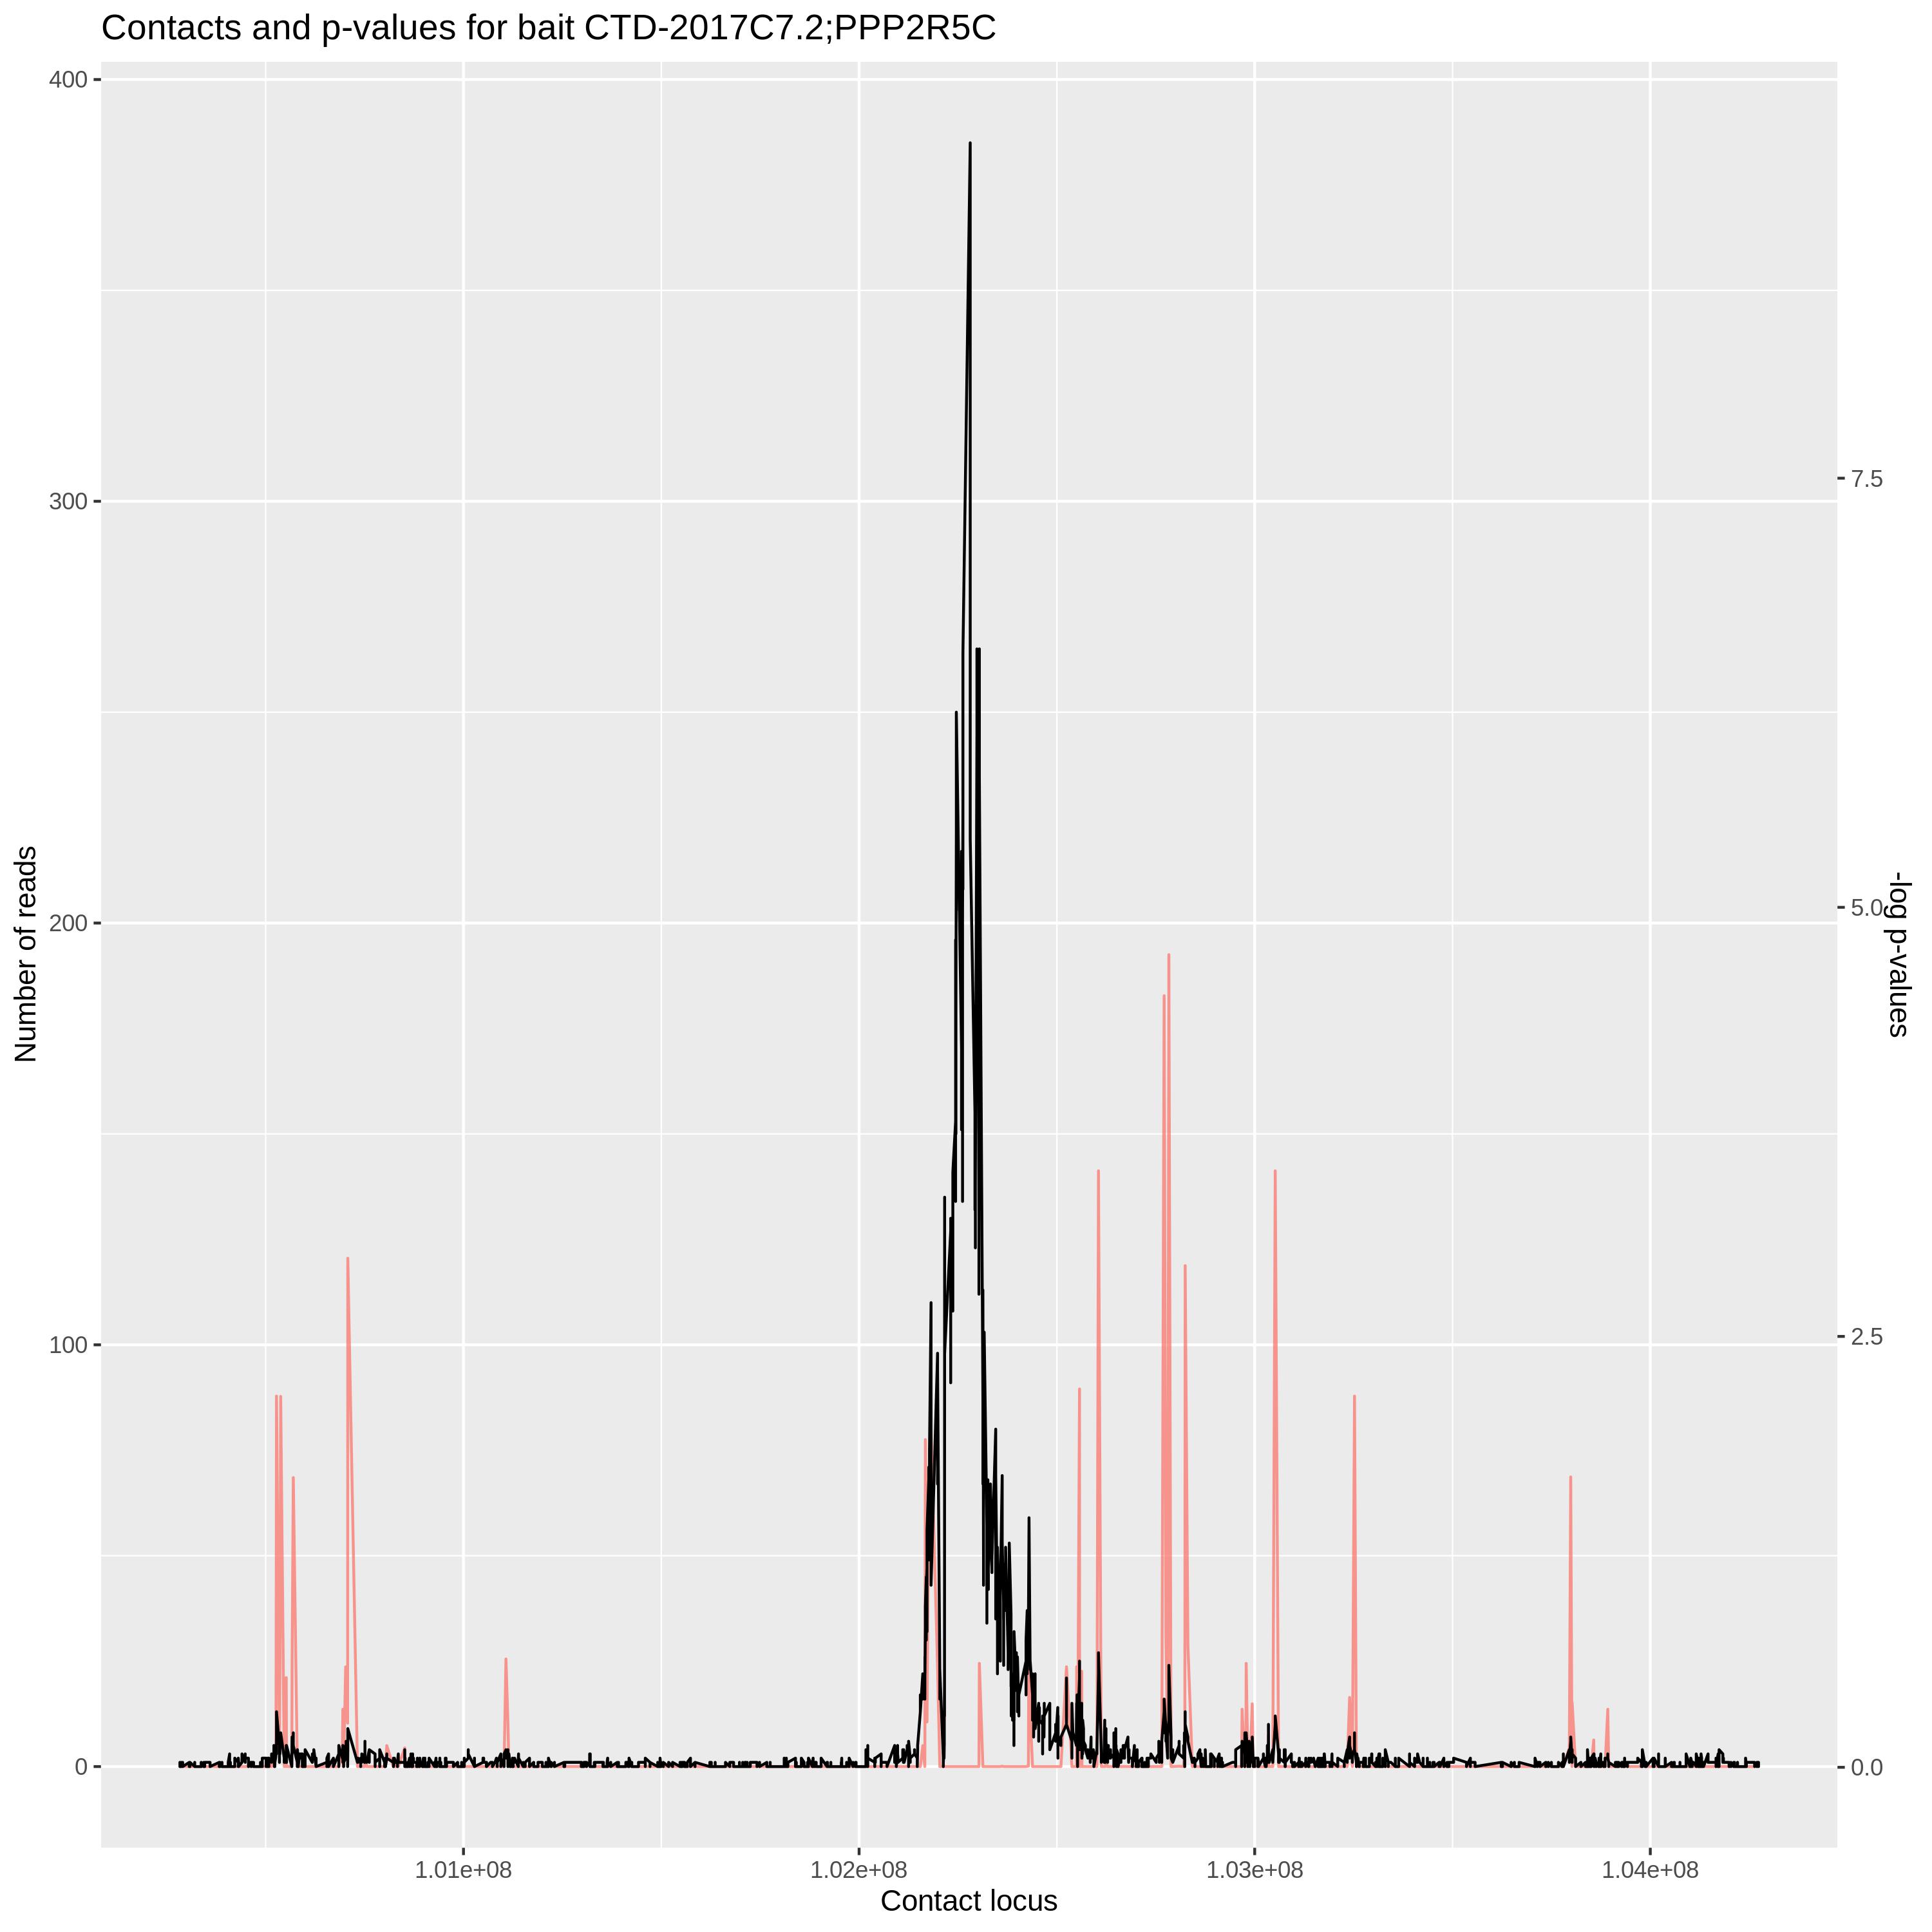 Contacts and p-values for bait CTD-2017C7.2;PPP2R5C
400
300
200
100
0
Number of reads
7.5
5.0
2.5
0.0
-log p-values
1.01e+08
1.02e+08
1.03e+08
1.04e+08
Contact locus